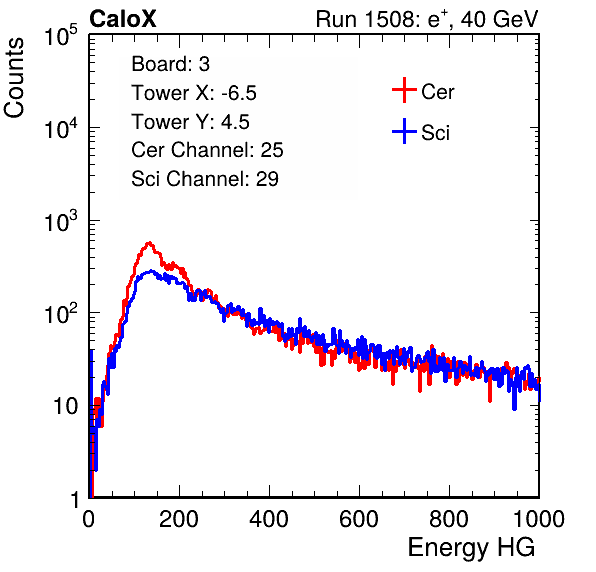 CaloX Run 1508: e⁺, 40 GeV
Counts
10⁵
10⁴
10³
10²
10
1
Board: 3
Tower X: -6.5
Tower Y: 4.5
Cer Channel: 25
Sci Channel: 29
Cer
Sci
0 200 400 600 800 1000
Energy HG